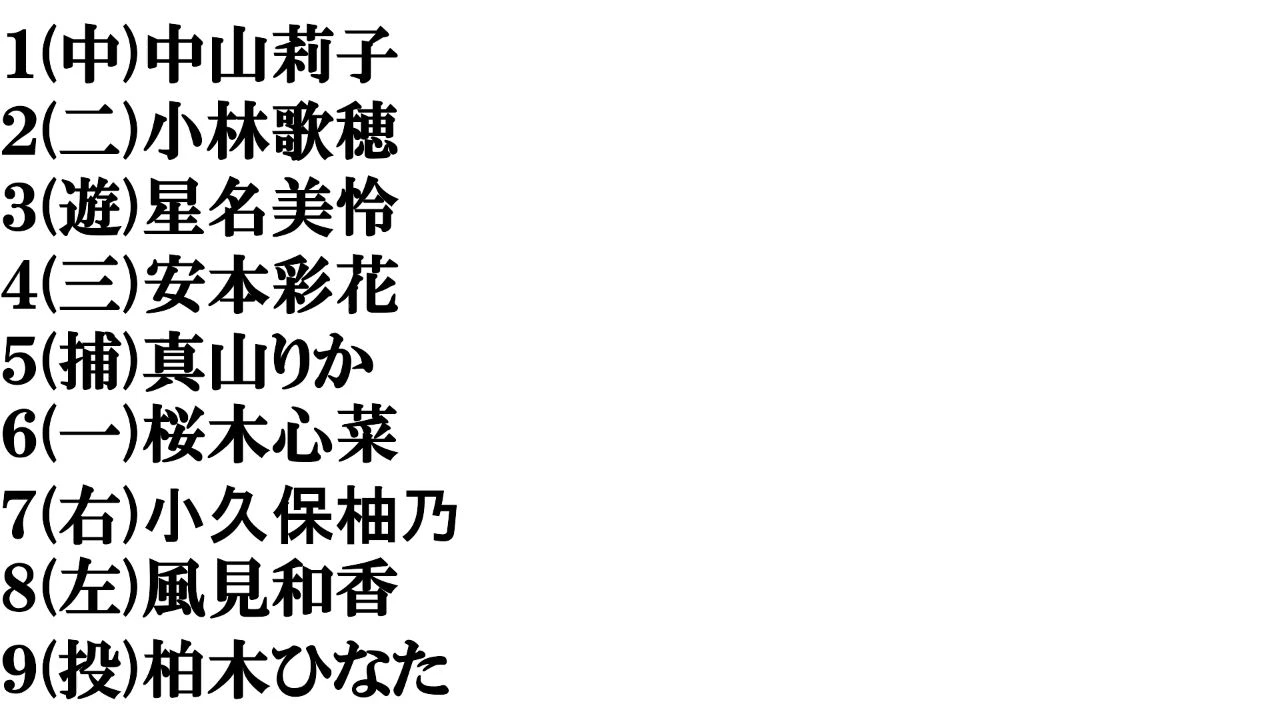 1(中)中山莉子
2(二)小林歌穂
3(遊)星名美怜
4(三)安本彩花
5(捕)真山りか
6(一)桜木心菜
7(右)小久保柚乃
8(左)風見和香
9(投)柏木ひなた